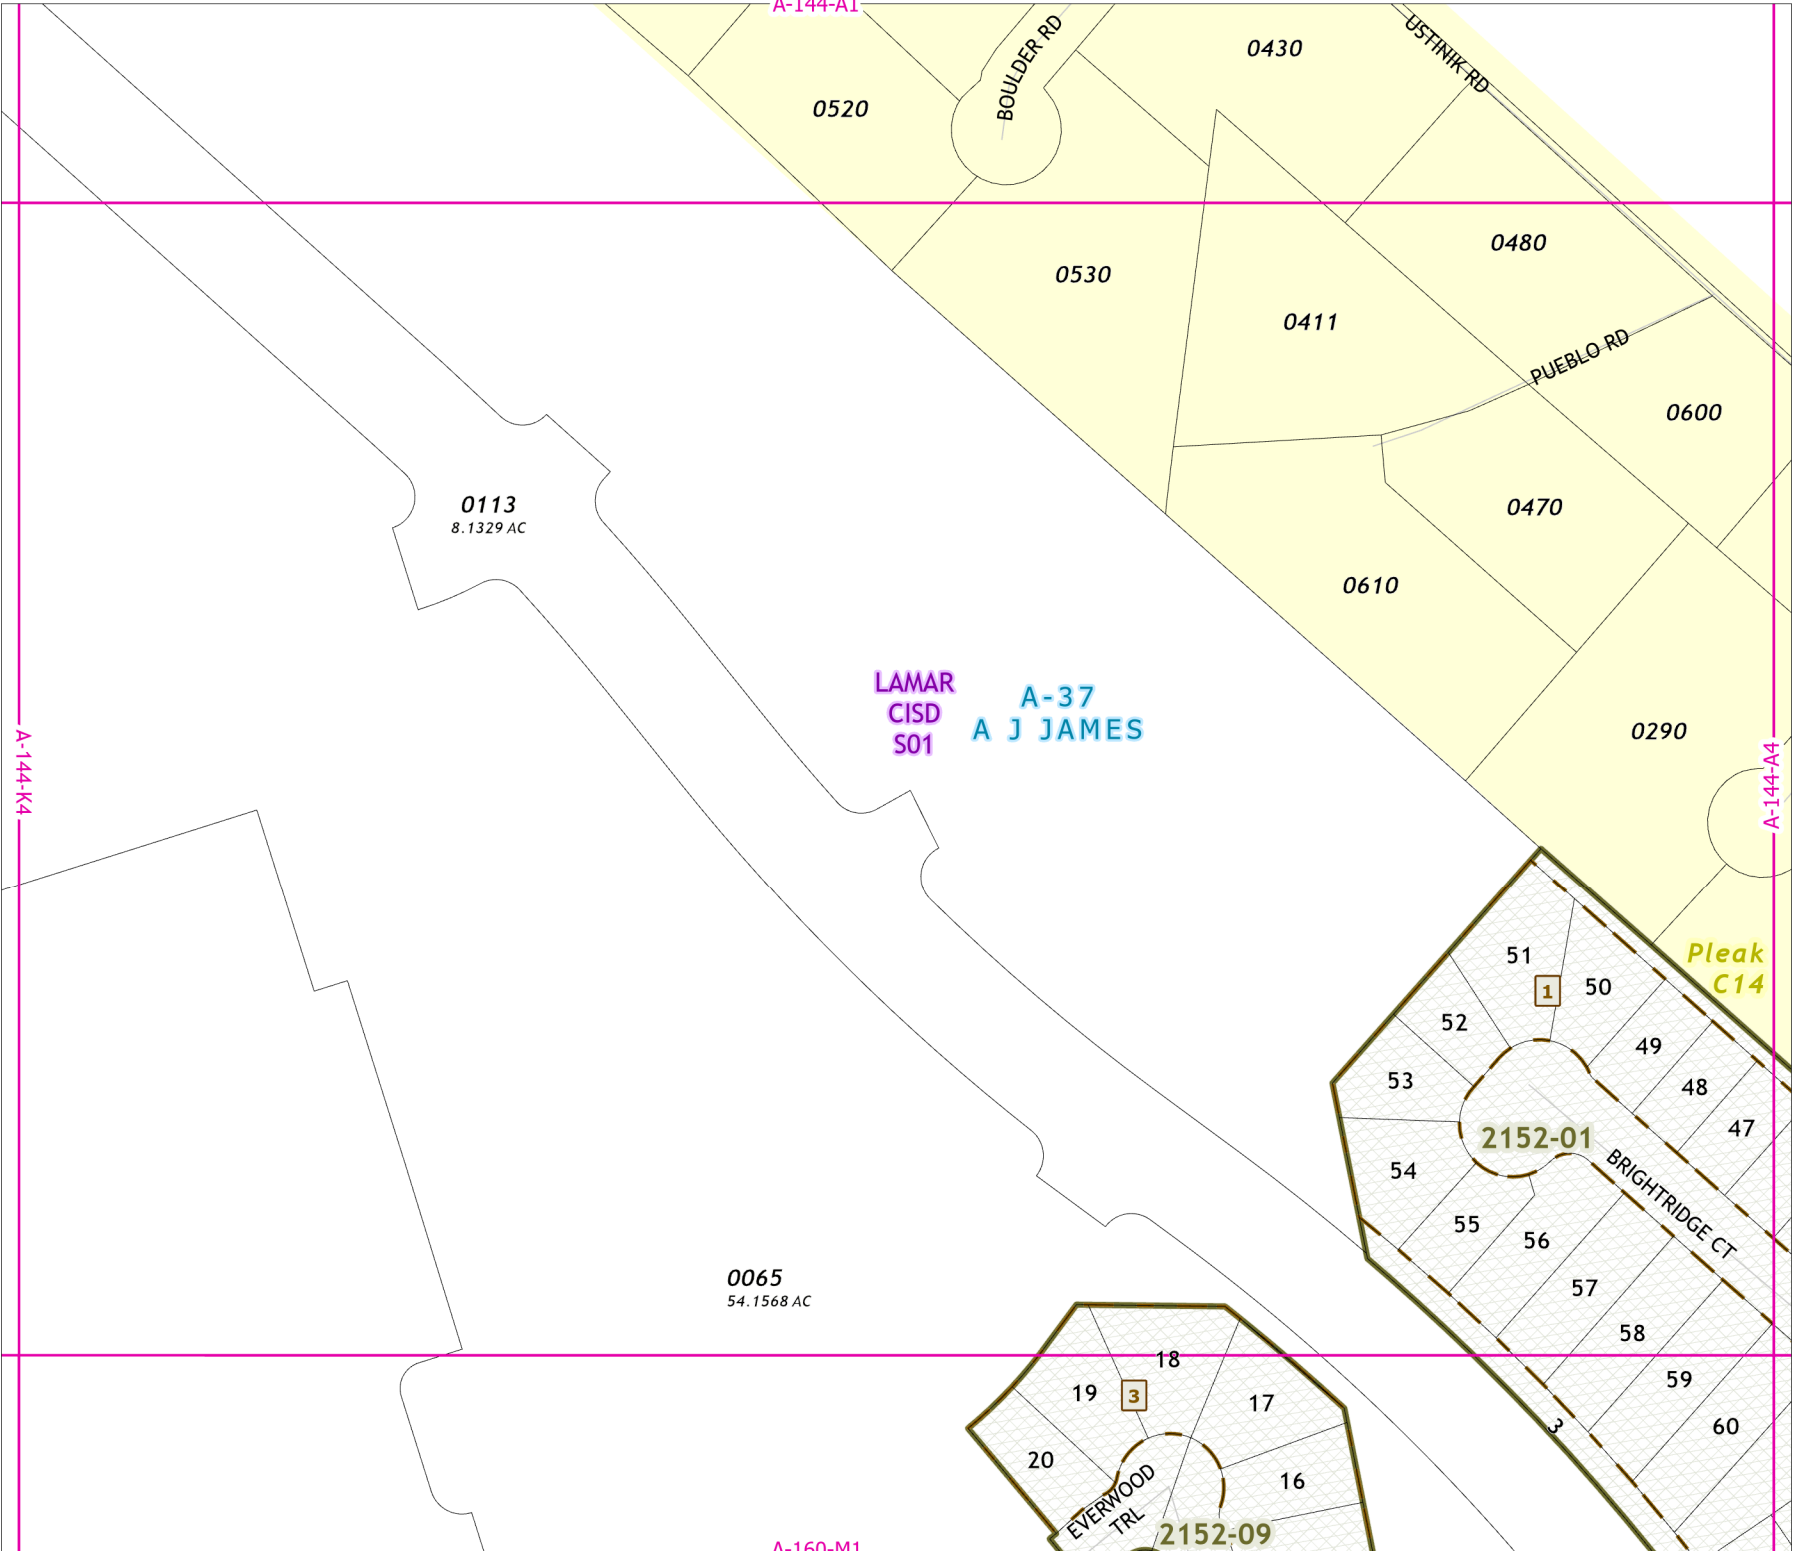 A-144-A1
BOULDER RD
USTINIK RD
0430
0520
0480
0530
0411
PUEBLO RD
0600
0113
8.1329 AC
0470
0610
LAMAR
CISD
S01
A-37
A J JAMES
0290
A-144-K4
A-144-A4
Pleak
C14
51
1
50
52
49
53
48
47
2152-01
54
BRIGHTRIDGE CT
55
56
57
0065
54.1568 AC
58
18
59
19
3
17
60
3
20
16
EVERWOOD
TRL
2152-09
A-160-M1